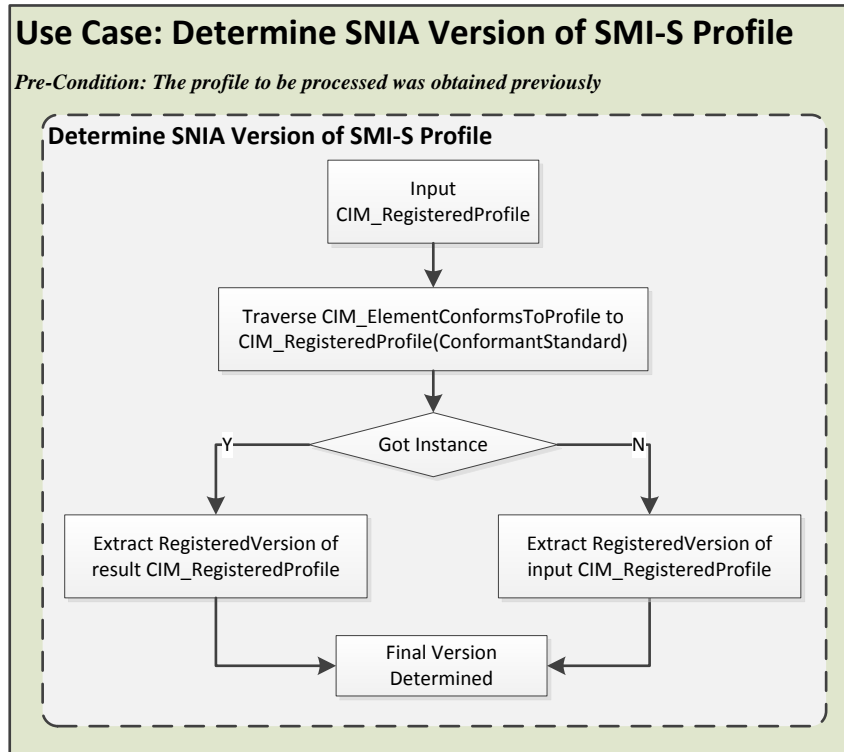 Use Case: Determine SNIA Version of SMI-S Profile
Pre-Condition: The profile to be processed was obtained previously
Determine SNIA Version of SMI-S Profile
Input
CIM_RegisteredProfile
Traverse CIM_ElementConformsToProfile to
CIM_RegisteredProfile(ConformantStandard)
Y
Got Instance
N
Extract RegisteredVersion of
result CIM_RegisteredProfile
Extract RegisteredVersion of
input CIM_RegisteredProfile
Final Version
Determined